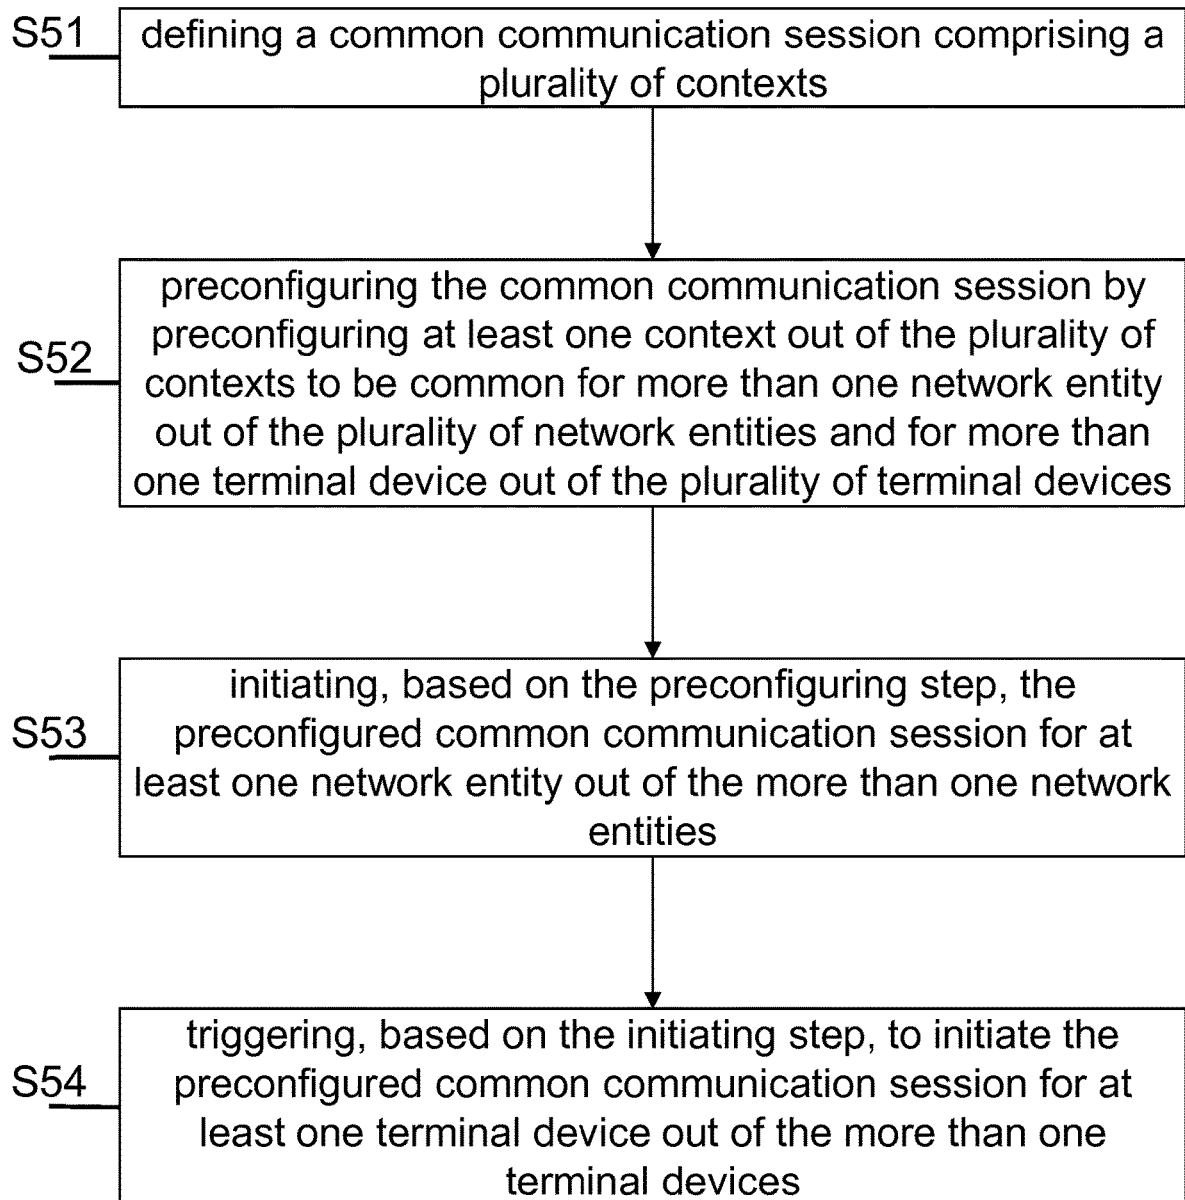 S51
defining a common communication session comprising a
plurality of contexts
S52
preconfiguring the common communication session by
preconfiguring at least one context out of the plurality of
contexts to be common for more than one network entity
out of the plurality of network entities and for more than
one terminal device out of the plurality of terminal devices
S53
initiating, based on the preconfiguring step, the
preconfigured common communication session for at
least one network entity out of the more than one network
entities
S54
triggering, based on the initiating step, to initiate the
preconfigured common communication session for at
least one terminal device out of the more than one
terminal devices